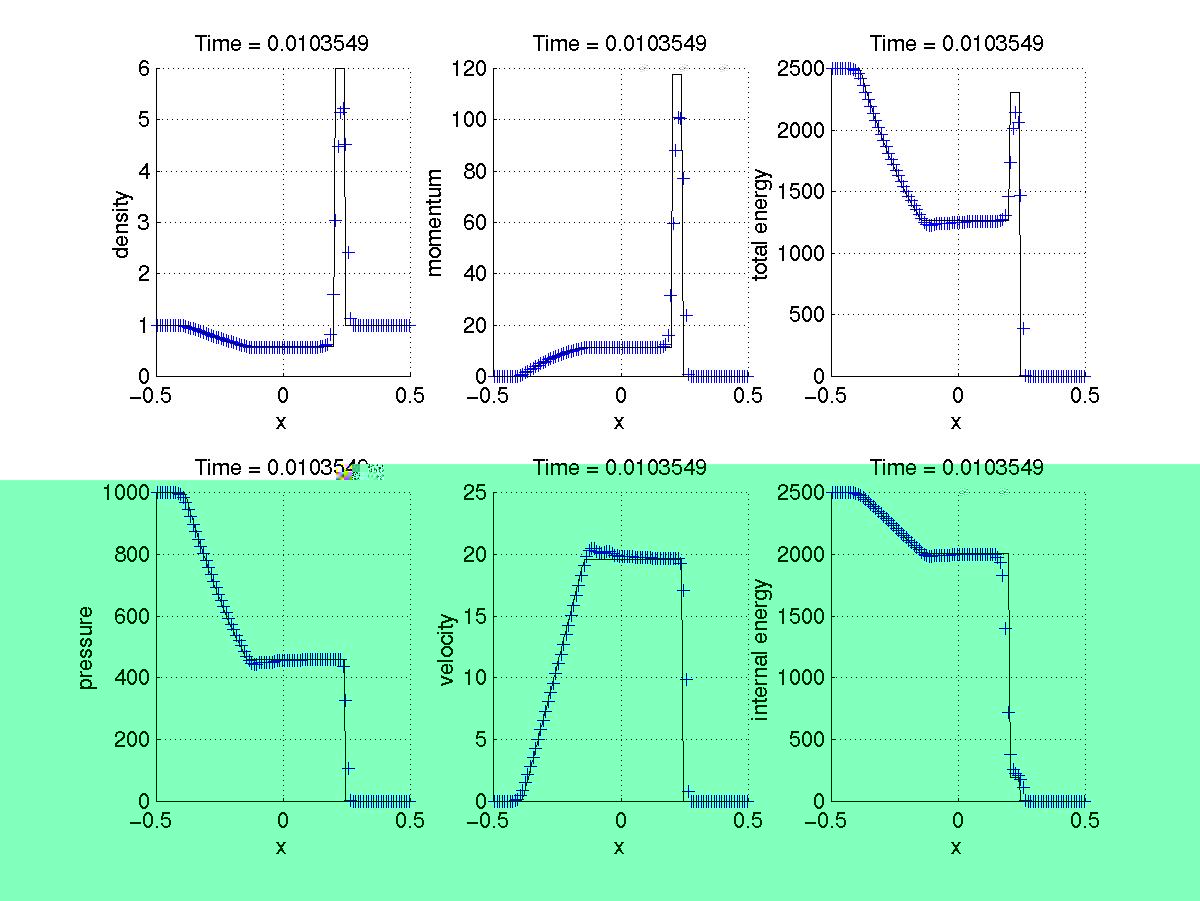 Time = 0.0103549 Time = 0.0103549 Time = 0.0103549
6 120 2500
5 100 2000
4 80 1500
3 60 1000
2 40 500
1 20 0
0 0
density momentum total energy
−0.5 0 0.5 −0.5 0 0.5 −0.5 0 0.5
x x x
Time = 0.0103549 Time = 0.0103549 Time = 0.0103549
1000 25 2500
800 20 2000
600 15 1500
400 10 1000
200 5 500
0 0 0
pressure velocity internal energy
−0.5 0 0.5 −0.5 0 0.5 −0.5 0 0.5
x x x